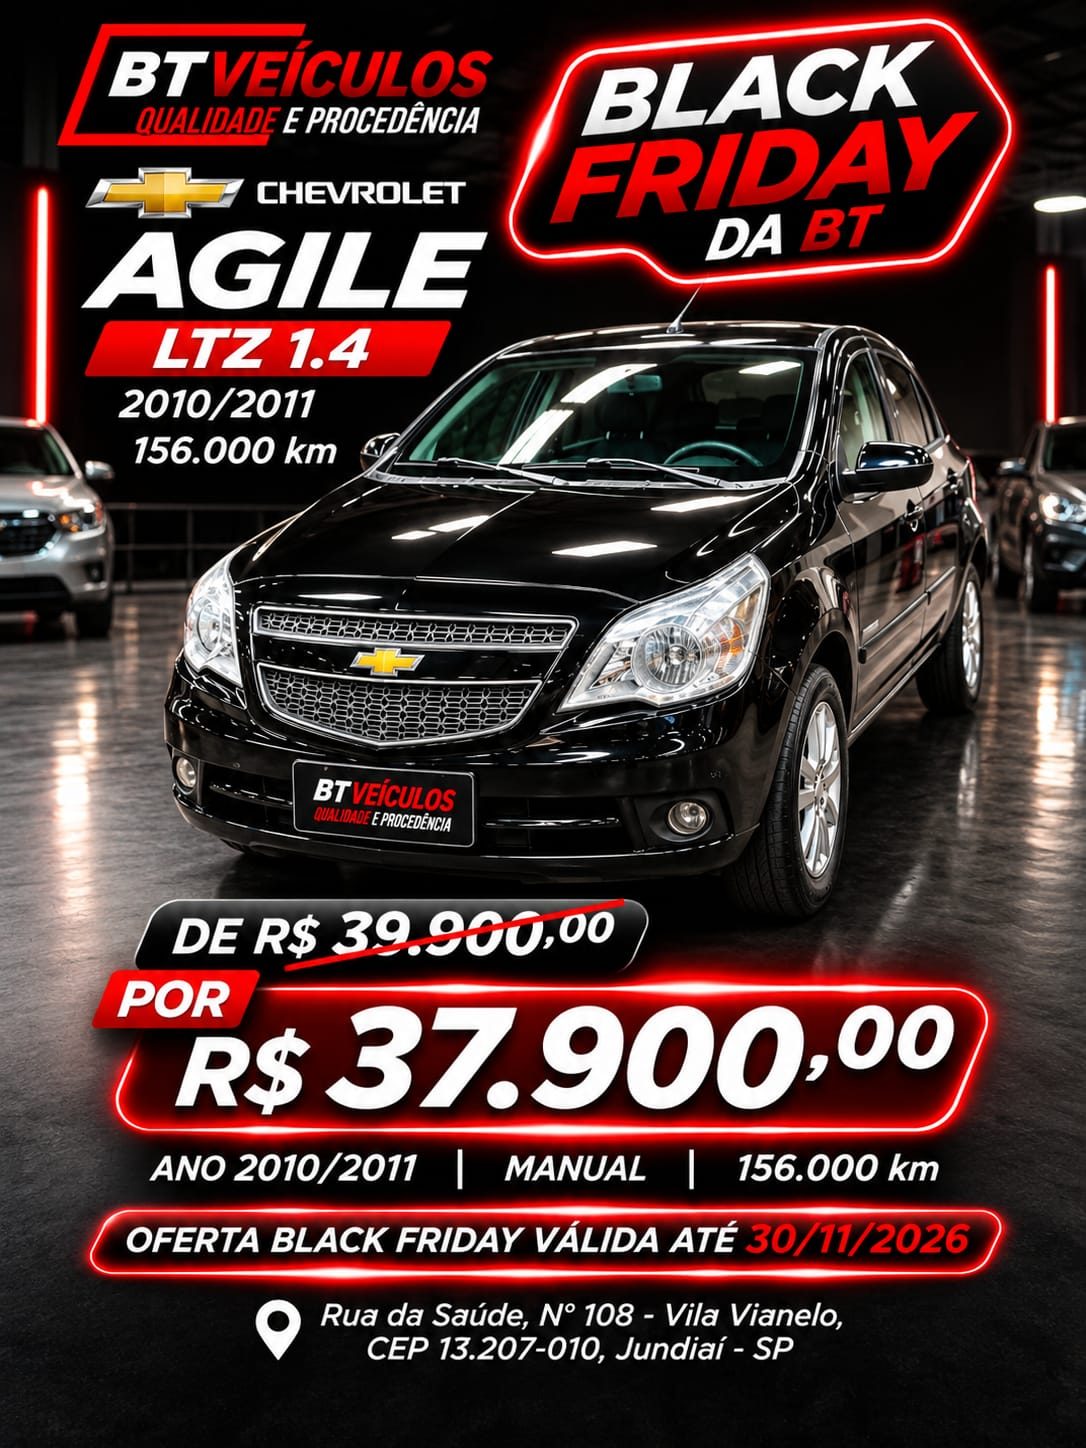 BT VEÍCULOS
QUALIDADE E PROCEDÊNCIA
BLACK
FRIDAY
DA BT
CHEVROLET
AGILE
LTZ 1.4
2010/2011
156.000 km
BT VEÍCULOS
QUALIDADE E PROCEDÊNCIA
DE R$ 39.900,00
POR
R$ 37.900,00
ANO 2010/2011 | MANUAL | 156.000 km
OFERTA BLACK FRIDAY VÁLIDA ATÉ 30/11/2026
Rua da Saúde, N° 108 - Vila Vianelo,
CEP 13.207-010, Jundiaí - SP